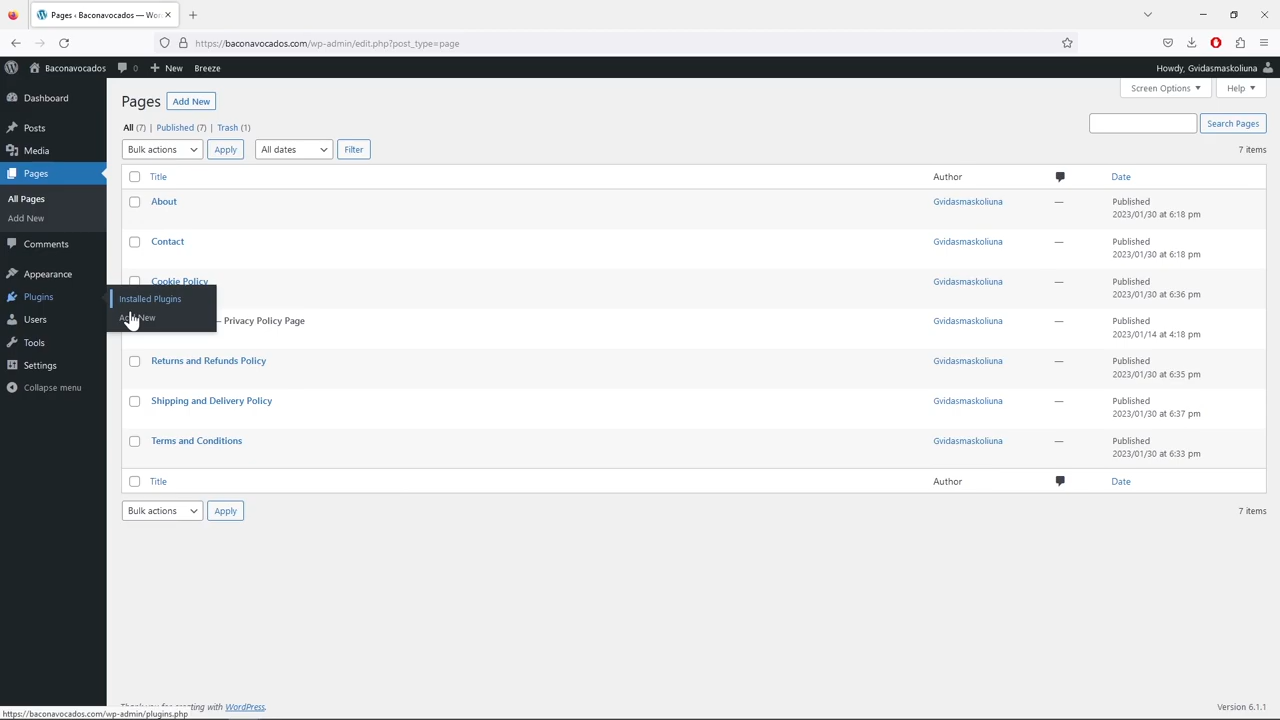 Pages ‹ Baconavocados — Wor
https://baconavocados.com/wp-admin/edit.php?post_type=page
Baconavocados 0 New Breeze Howdy, Gvidasmaskoliuna
Dashboard
Posts
Media
Pages
All Pages
Add New
Comments
Appearance
Plugins
Users
Tools
Settings
Collapse menu
Installed Plugins
Add New
Screen Options Help
Pages Add New
All (7) | Published (7) | Trash (1)
Search Pages
Bulk actions Apply All dates Filter 7 items
Title Author Date
About Gvidasmaskoliuna — Published
2023/01/30 at 6:18 pm
Contact Gvidasmaskoliuna — Published
2023/01/30 at 6:18 pm
Cookie Policy Gvidasmaskoliuna — Published
2023/01/30 at 6:36 pm
— Privacy Policy Page Gvidasmaskoliuna — Published
2023/01/14 at 4:18 pm
Returns and Refunds Policy Gvidasmaskoliuna — Published
2023/01/30 at 6:35 pm
Shipping and Delivery Policy Gvidasmaskoliuna — Published
2023/01/30 at 6:37 pm
Terms and Conditions Gvidasmaskoliuna — Published
2023/01/30 at 6:33 pm
Title Author Date
Bulk actions Apply 7 items
Thank you for creating with WordPress. Version 6.1.1
https://baconavocados.com/wp-admin/plugins.php